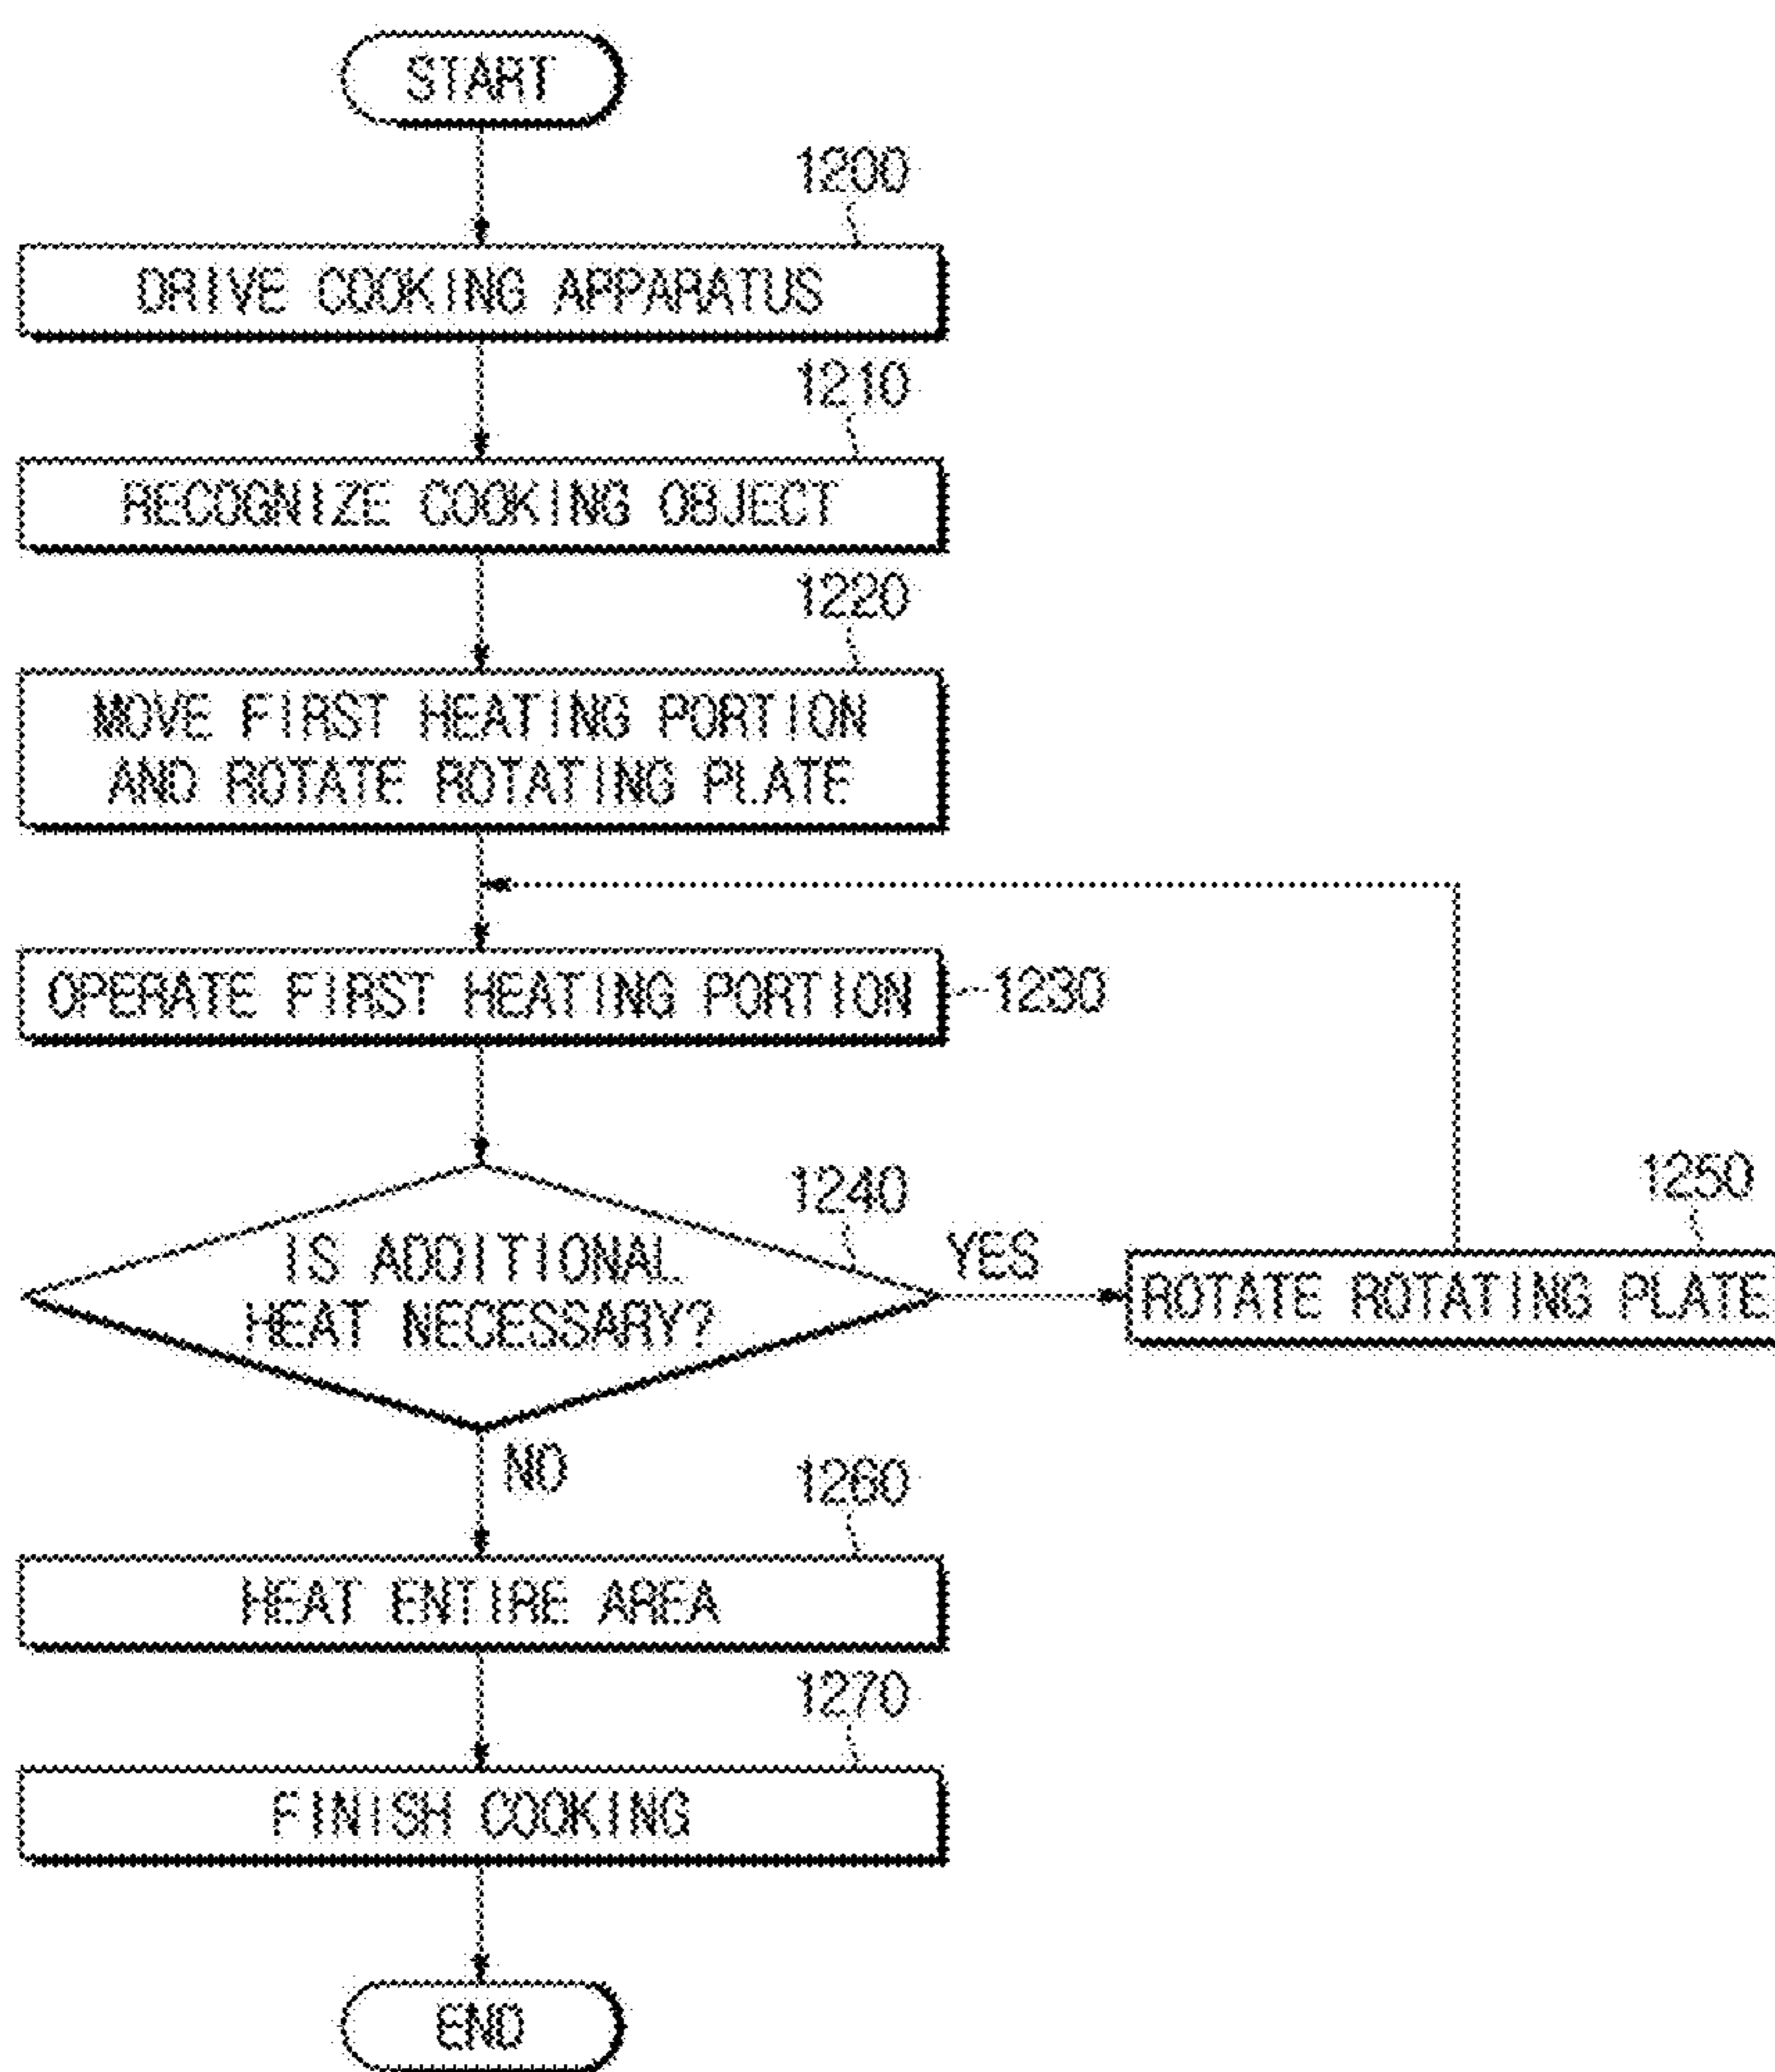 START
1200
DRIVE COOKING APPARATUS
1210
RECOGNIZE COOKING OBJECT
1220
MOVE FIRST HEATING PORTION
AND ROTATE ROTATING PLATE
OPERATE FIRST HEATING PORTION
1230
1240
IS ADDITIONAL
HEAT NECESSARY?
YES
1250
ROTATE ROTATING PLATE
NO
1260
HEAT ENTIRE AREA
1270
FINISH COOKING
END